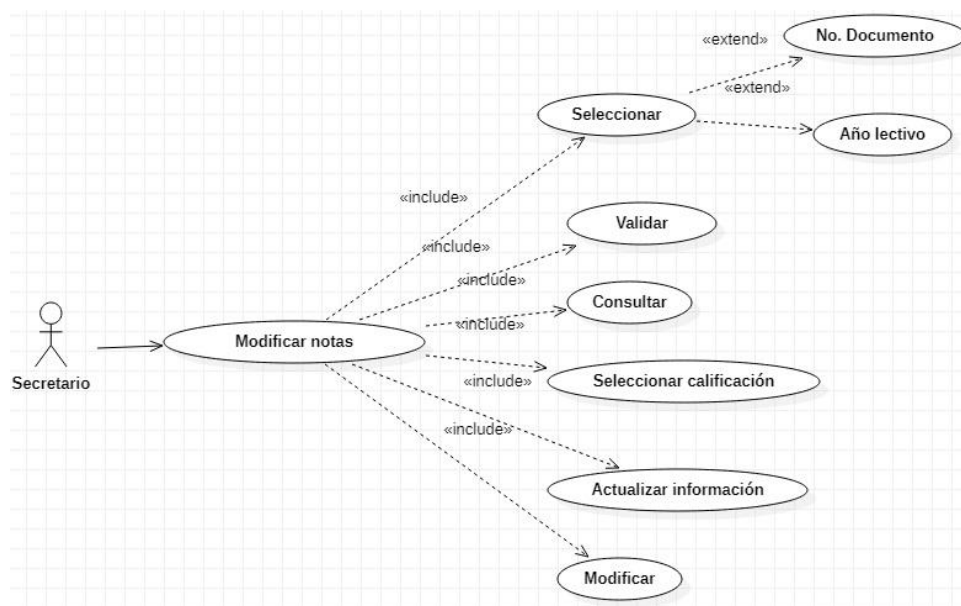 No. Documento
«extend»
«extend»
Seleccionar
Año lectivo
«include»
Validar
«include»
«include»
Consultar
«include»
Modificar notas
Secretario
Seleccionar calificación
«include»
«include»
Actualizar información
Modificar